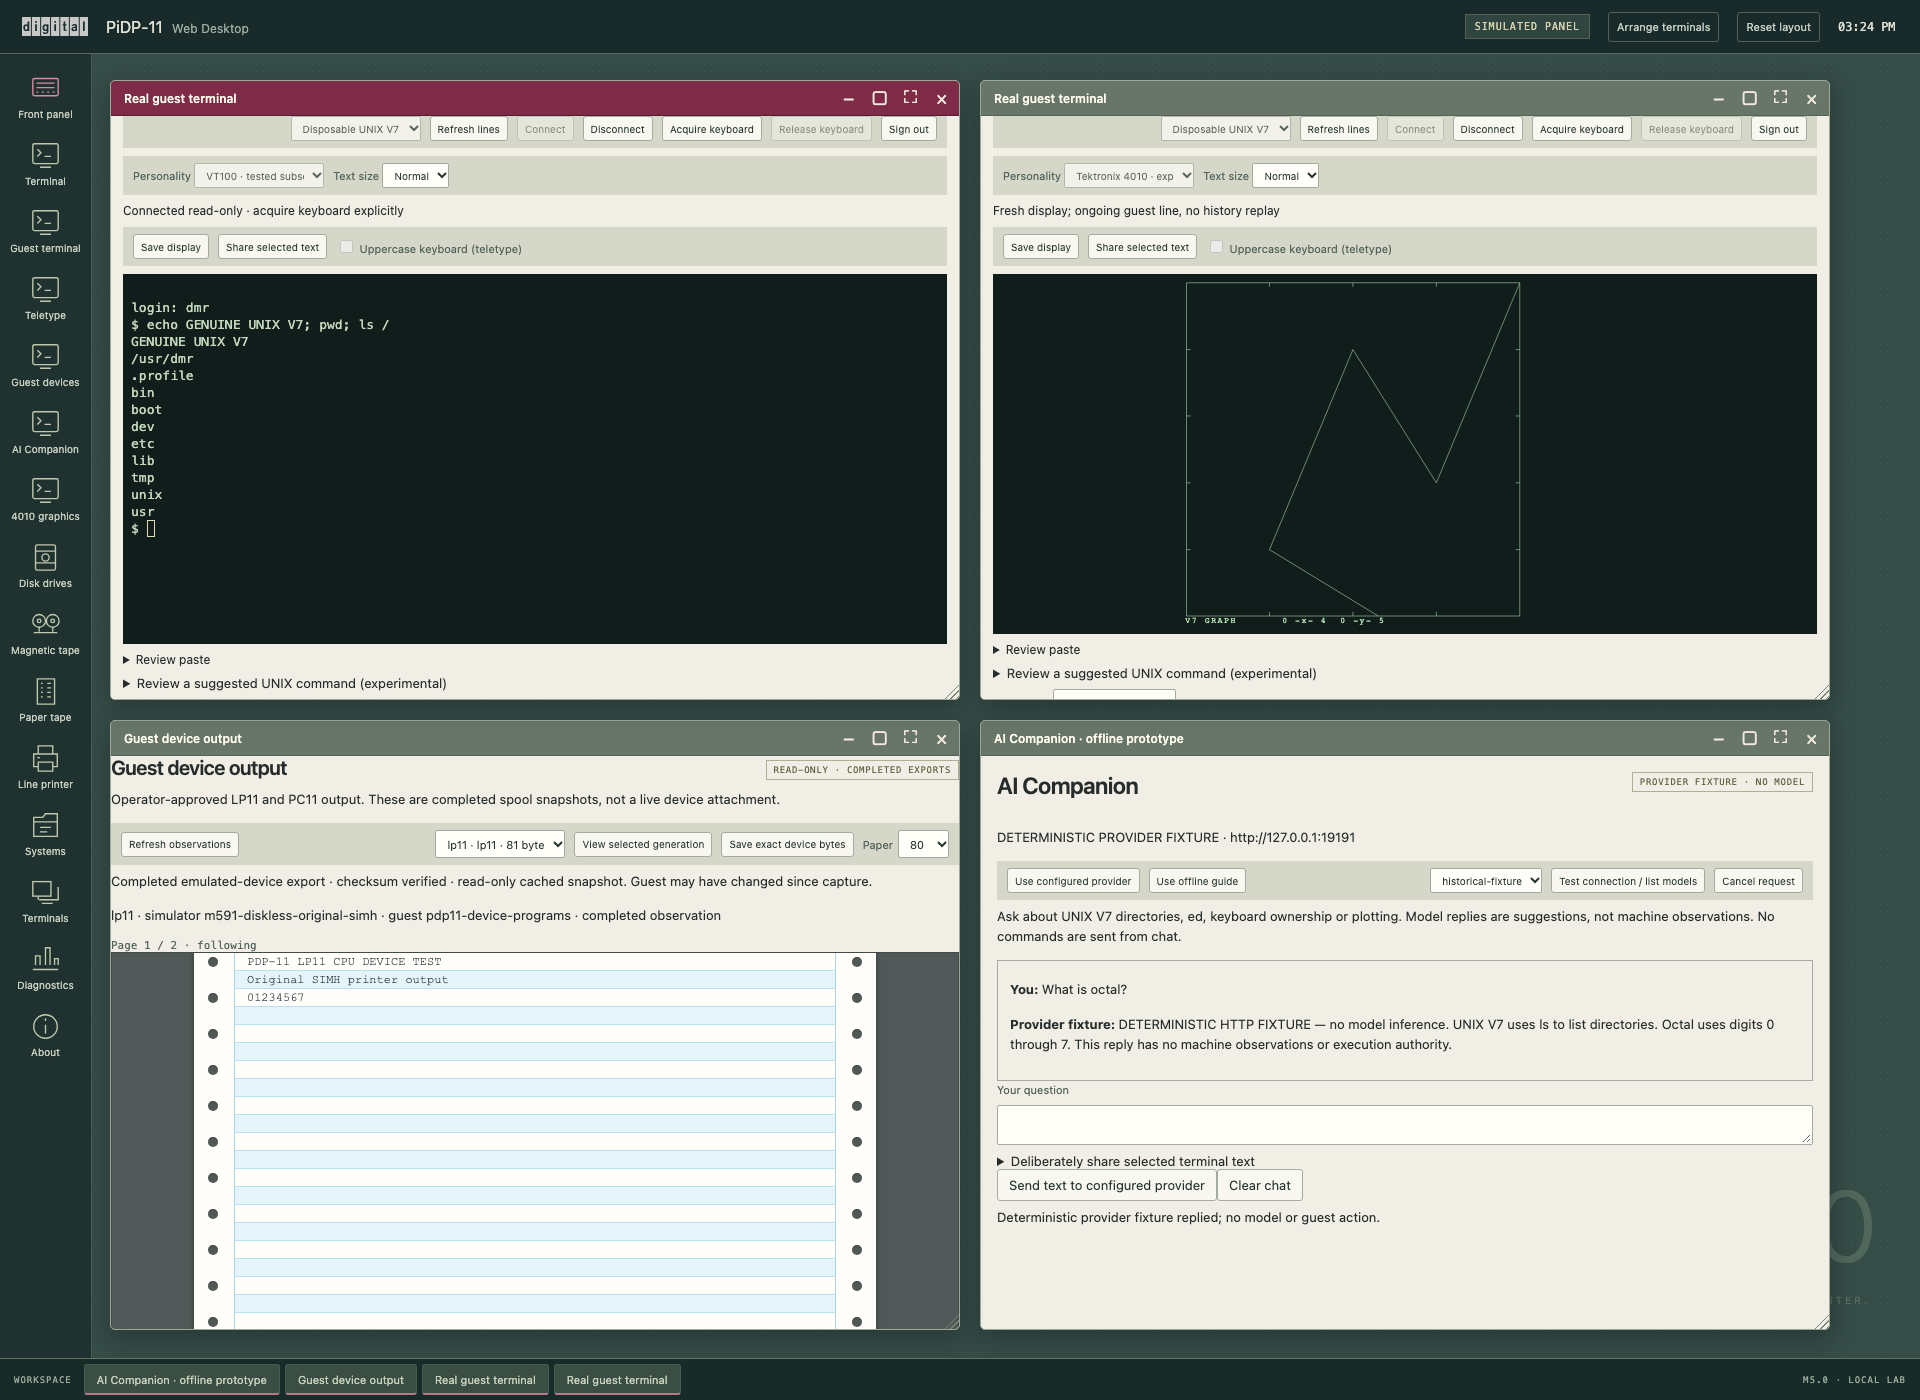 digital PiDP-11 Web Desktop
SIMULATED PANEL
Arrange terminals
Reset layout
03:24 PM
Front panel
Terminal
Guest terminal
Teletype
Guest devices
AI Companion
4010 graphics
Disk drives
Magnetic tape
Paper tape
Line printer
Systems
Terminals
Diagnostics
About
Real guest terminal
Disposable UNIX V7 Refresh lines Connect Disconnect Acquire keyboard Release keyboard Sign out
Personality VT100 · tested subs Text size Normal
Connected read-only · acquire keyboard explicitly
Save display Share selected text Uppercase keyboard (teletype)
login: dmr
$ echo GENUINE UNIX V7; pwd; ls /
GENUINE UNIX V7
/usr/dmr
.profile
bin
boot
dev
etc
lib
tmp
unix
usr
$
Review paste
Review a suggested UNIX command (experimental)
Real guest terminal
Disposable UNIX V7 Refresh lines Connect Disconnect Acquire keyboard Release keyboard Sign out
Personality Tektronix 4010 · exp Text size Normal
Fresh display; ongoing guest line, no history replay
Save display Share selected text Uppercase keyboard (teletype)
V7 GRAPH 0 -x- 4 0 -y- 5
Review paste
Review a suggested UNIX command (experimental)
Guest device output
Guest device output
READ-ONLY · COMPLETED EXPORTS
Operator-approved LP11 and PC11 output. These are completed spool snapshots, not a live device attachment.
Refresh observations lp11 · lp11 · 81 byte View selected generation Save exact device bytes Paper 80
Completed emulated-device export · checksum verified · read-only cached snapshot. Guest may have changed since capture.
lp11 · simulator m591-diskless-original-simh · guest pdp11-device-programs · completed observation
Page 1 / 2 · following
PDP-11 LP11 CPU DEVICE TEST
Original SIMH printer output
01234567
AI Companion · offline prototype
AI Companion
PROVIDER FIXTURE · NO MODEL
DETERMINISTIC PROVIDER FIXTURE · http://127.0.0.1:19191
Use configured provider Use offline guide historical-fixture Test connection / list models Cancel request
Ask about UNIX V7 directories, ed, keyboard ownership or plotting. Model replies are suggestions, not machine observations. No
commands are sent from chat.
You: What is octal?
Provider fixture: DETERMINISTIC HTTP FIXTURE — no model inference. UNIX V7 uses ls to list directories. Octal uses digits 0
through 7. This reply has no machine observations or execution authority.
Your question
Deliberately share selected terminal text
Send text to configured provider Clear chat
Deterministic provider fixture replied; no model or guest action.
0
TER.
WORKSPACE AI Companion · offline prototype Guest device output Real guest terminal Real guest terminal
M5.0 · LOCAL LAB